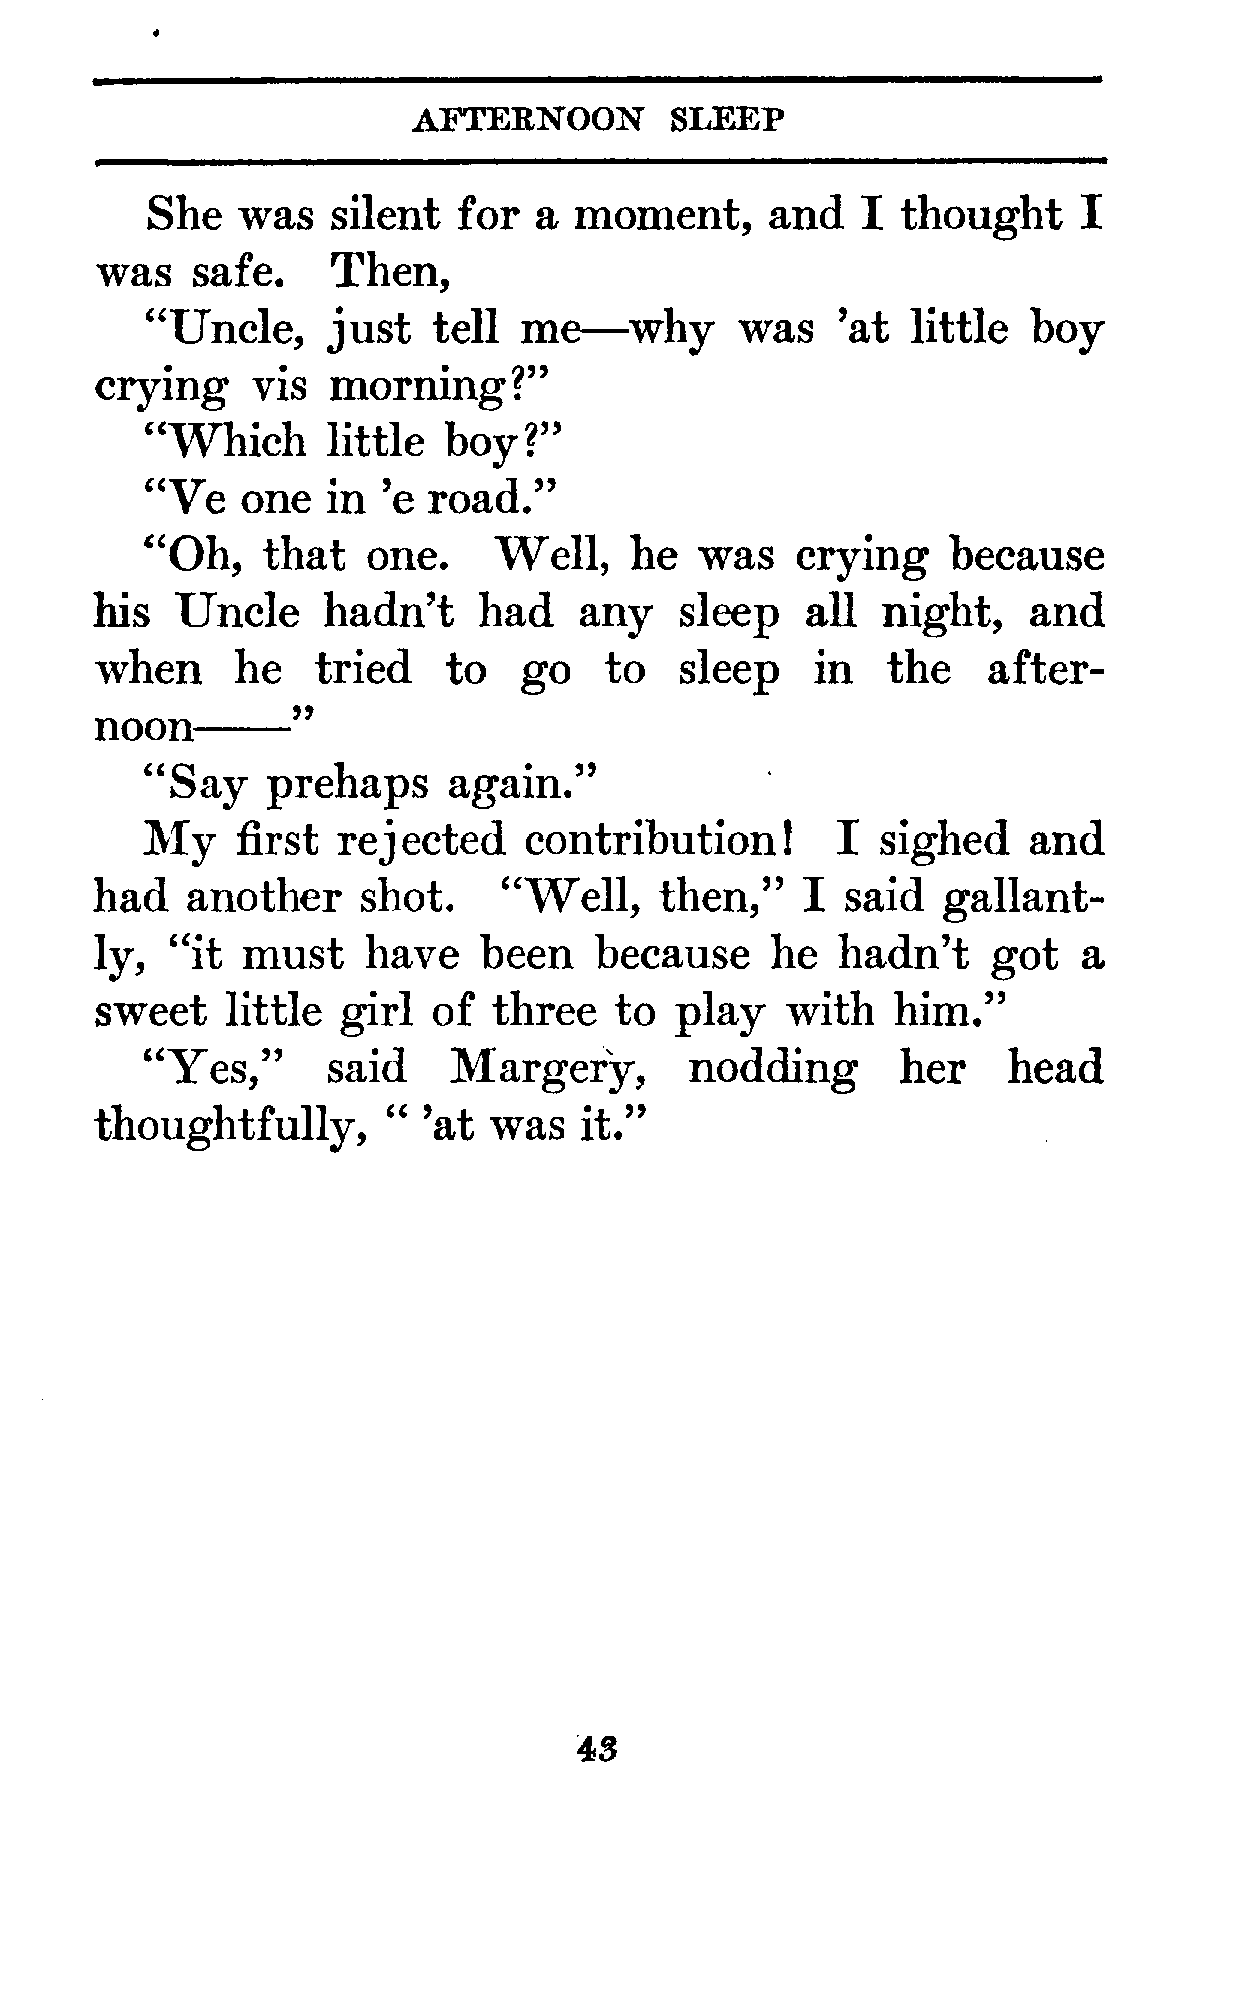 AFTERNOON SLEEP
She was silent for a moment, and I thought I
was safe. Then,
“Uncle, just tell me—why was ’at little boy
crying vis morning?”
“Which little boy?”
“Ve one in ’e road.”
“Oh, that one. Well, he was crying because
his Uncle hadn’t had any sleep all night, and
when he tried to go to sleep in the after-
noon——”
“Say prehaps again.”
My first rejected contribution! I sighed and
had another shot. “Well, then,” I said gallant-
ly, “it must have been because he hadn’t got a
sweet little girl of three to play with him.”
“Yes,” said Margery, nodding her head
thoughtfully, “ ’at was it.”
43